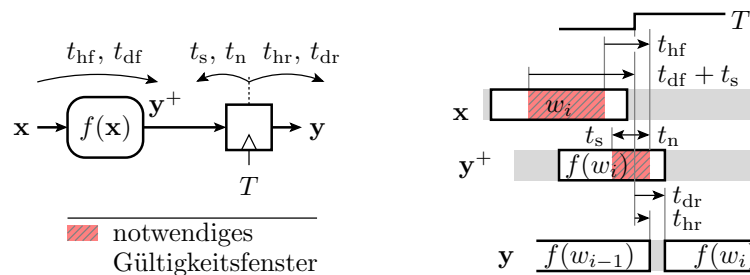 t_hf, t_df
t_s, t_n
t_hr, t_dr
x
f(x)
y⁺
y
T
notwendiges
Gültigkeitsfenster
T
t_hf
t_df + t_s
x
w_i
t_s
t_n
y⁺
f(w_i)
t_dr
t_hr
y
f(w_{i−1})
f(w_i